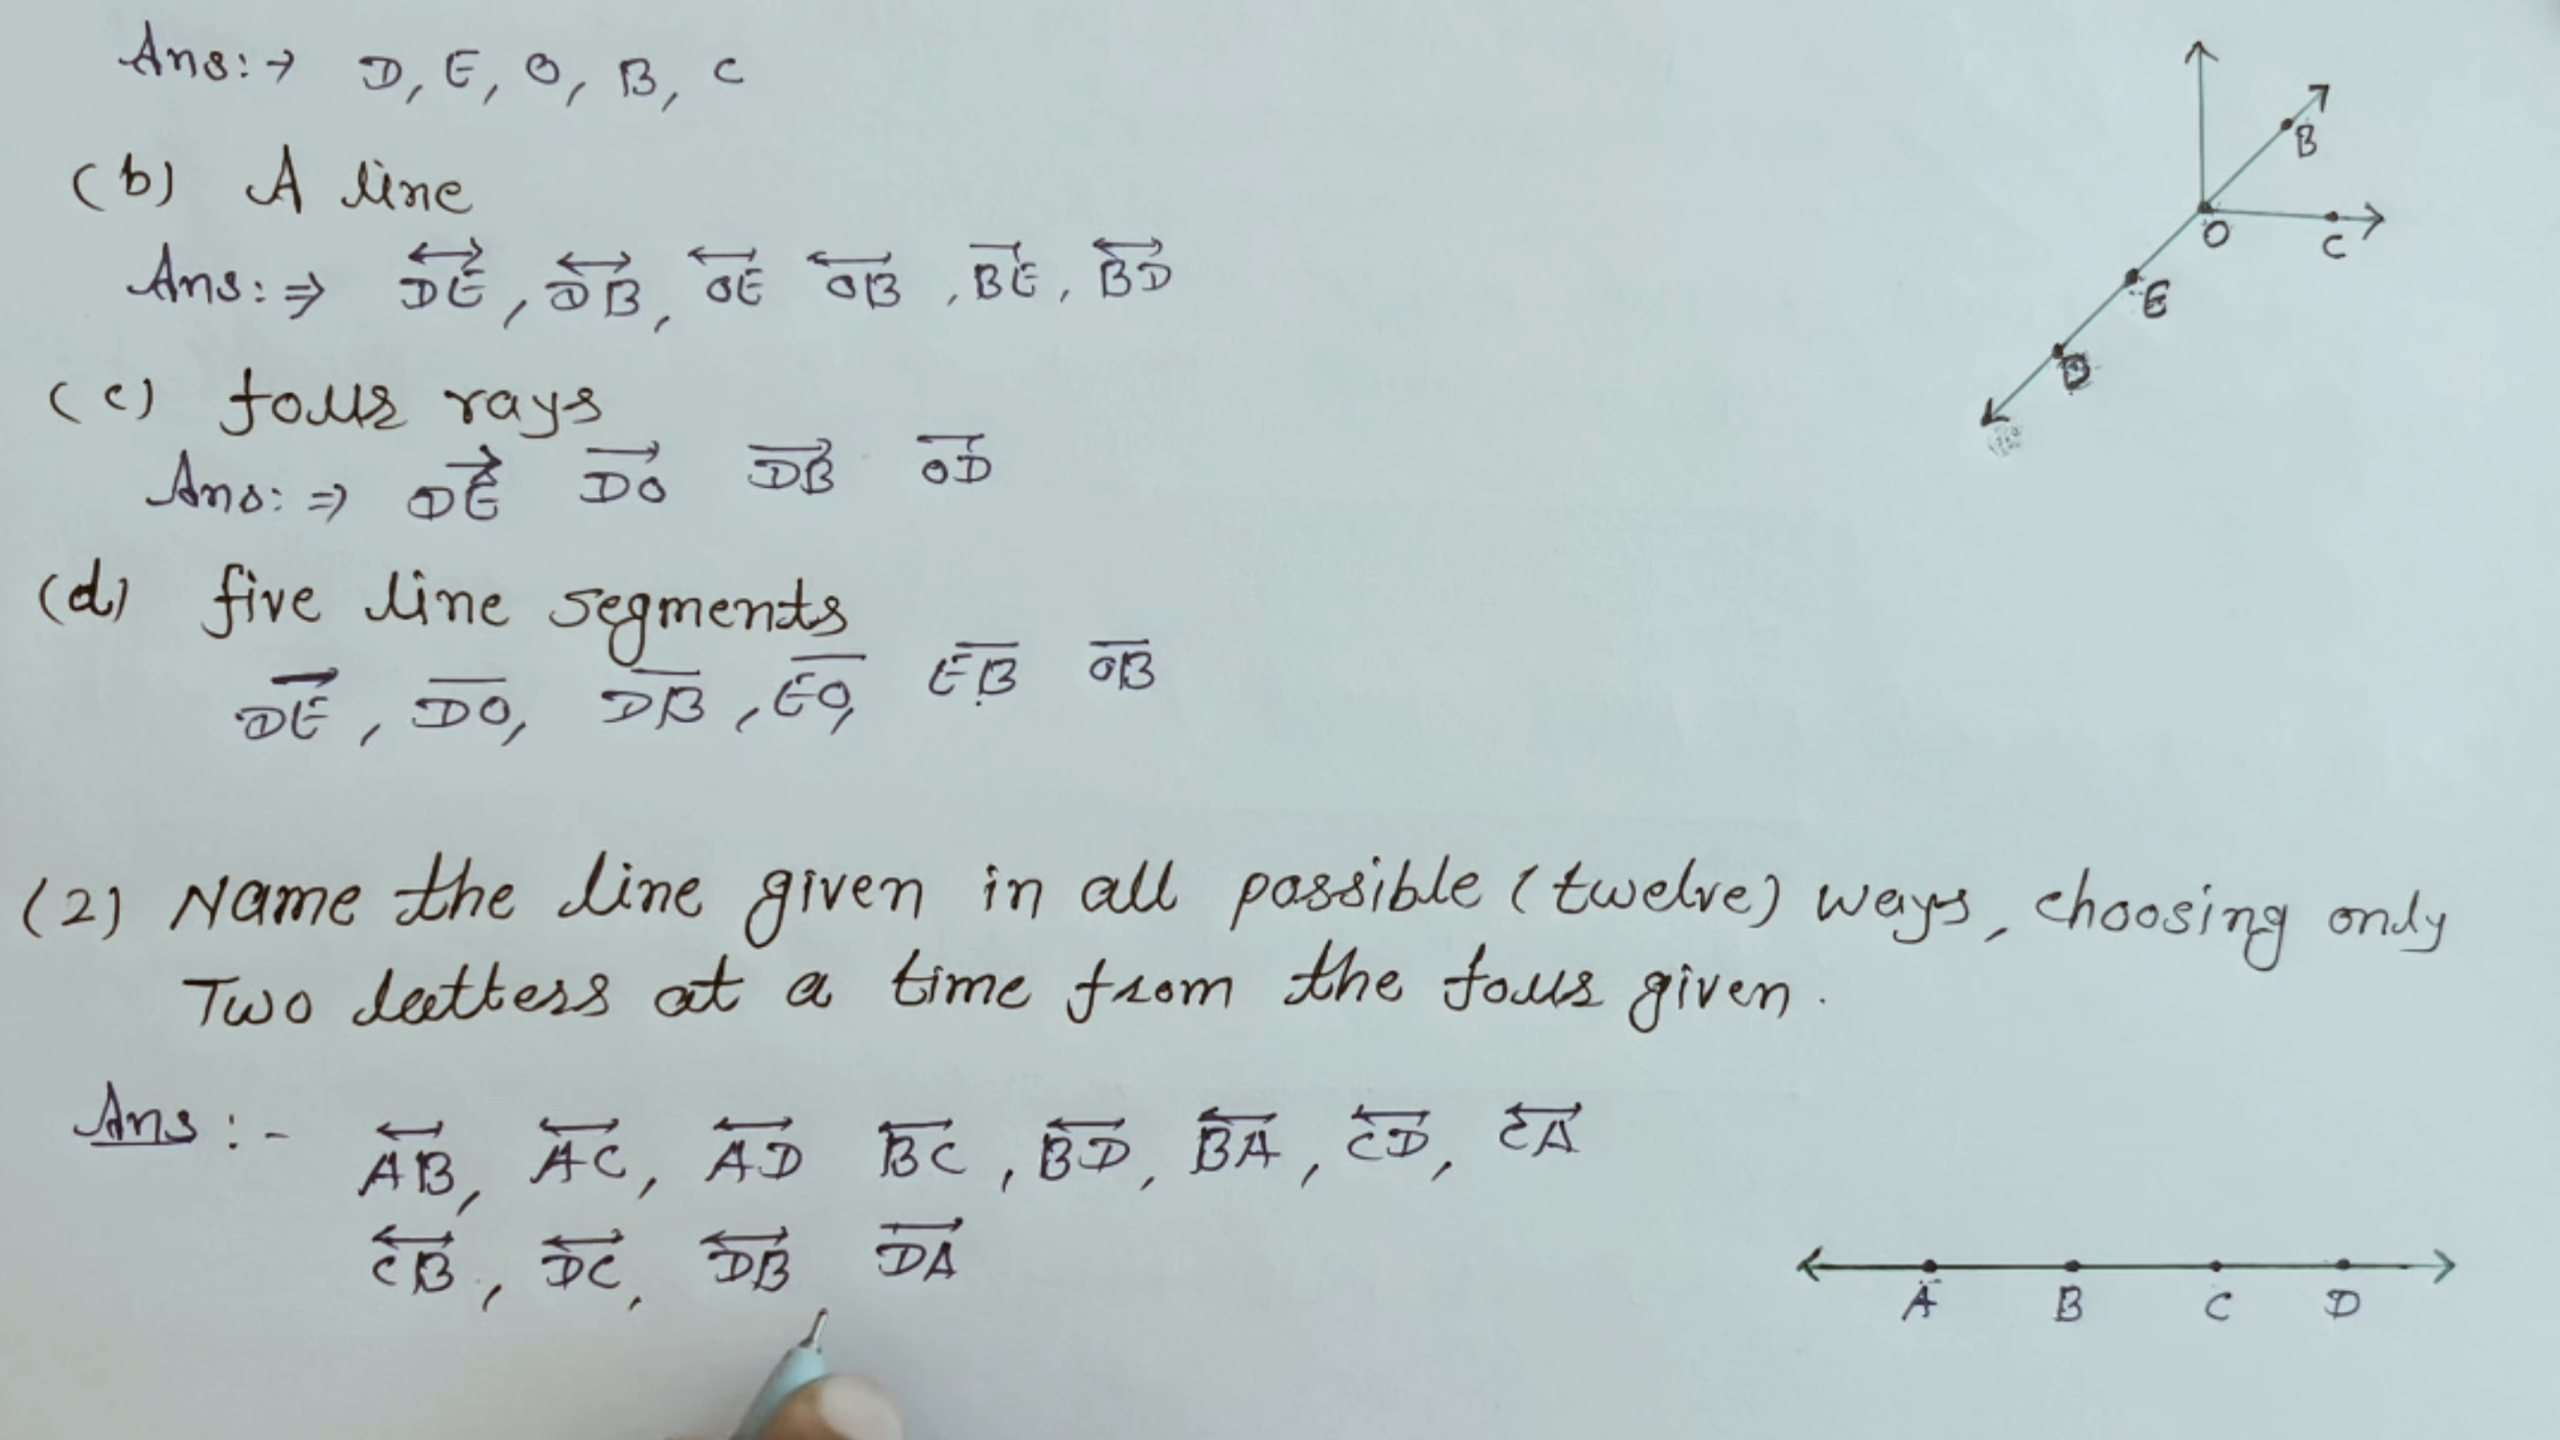 Ans:→ D, E, O, B, C
(b) A line
Ans:⇒ DE, DB, OE OB, BE, BD
(c) four rays
Ans:⇒ DE DO DB OD
(d) five line segments
DE, DO, DB, EO, EB OB
(2) Name the line given in all possible (twelve) ways, choosing only
Two letters at a time from the four given.
Ans:- AB, AC, AD BC, BD, BA, CD, CA
CB, DC, DB DA
B
O
C
E
D
A B C D